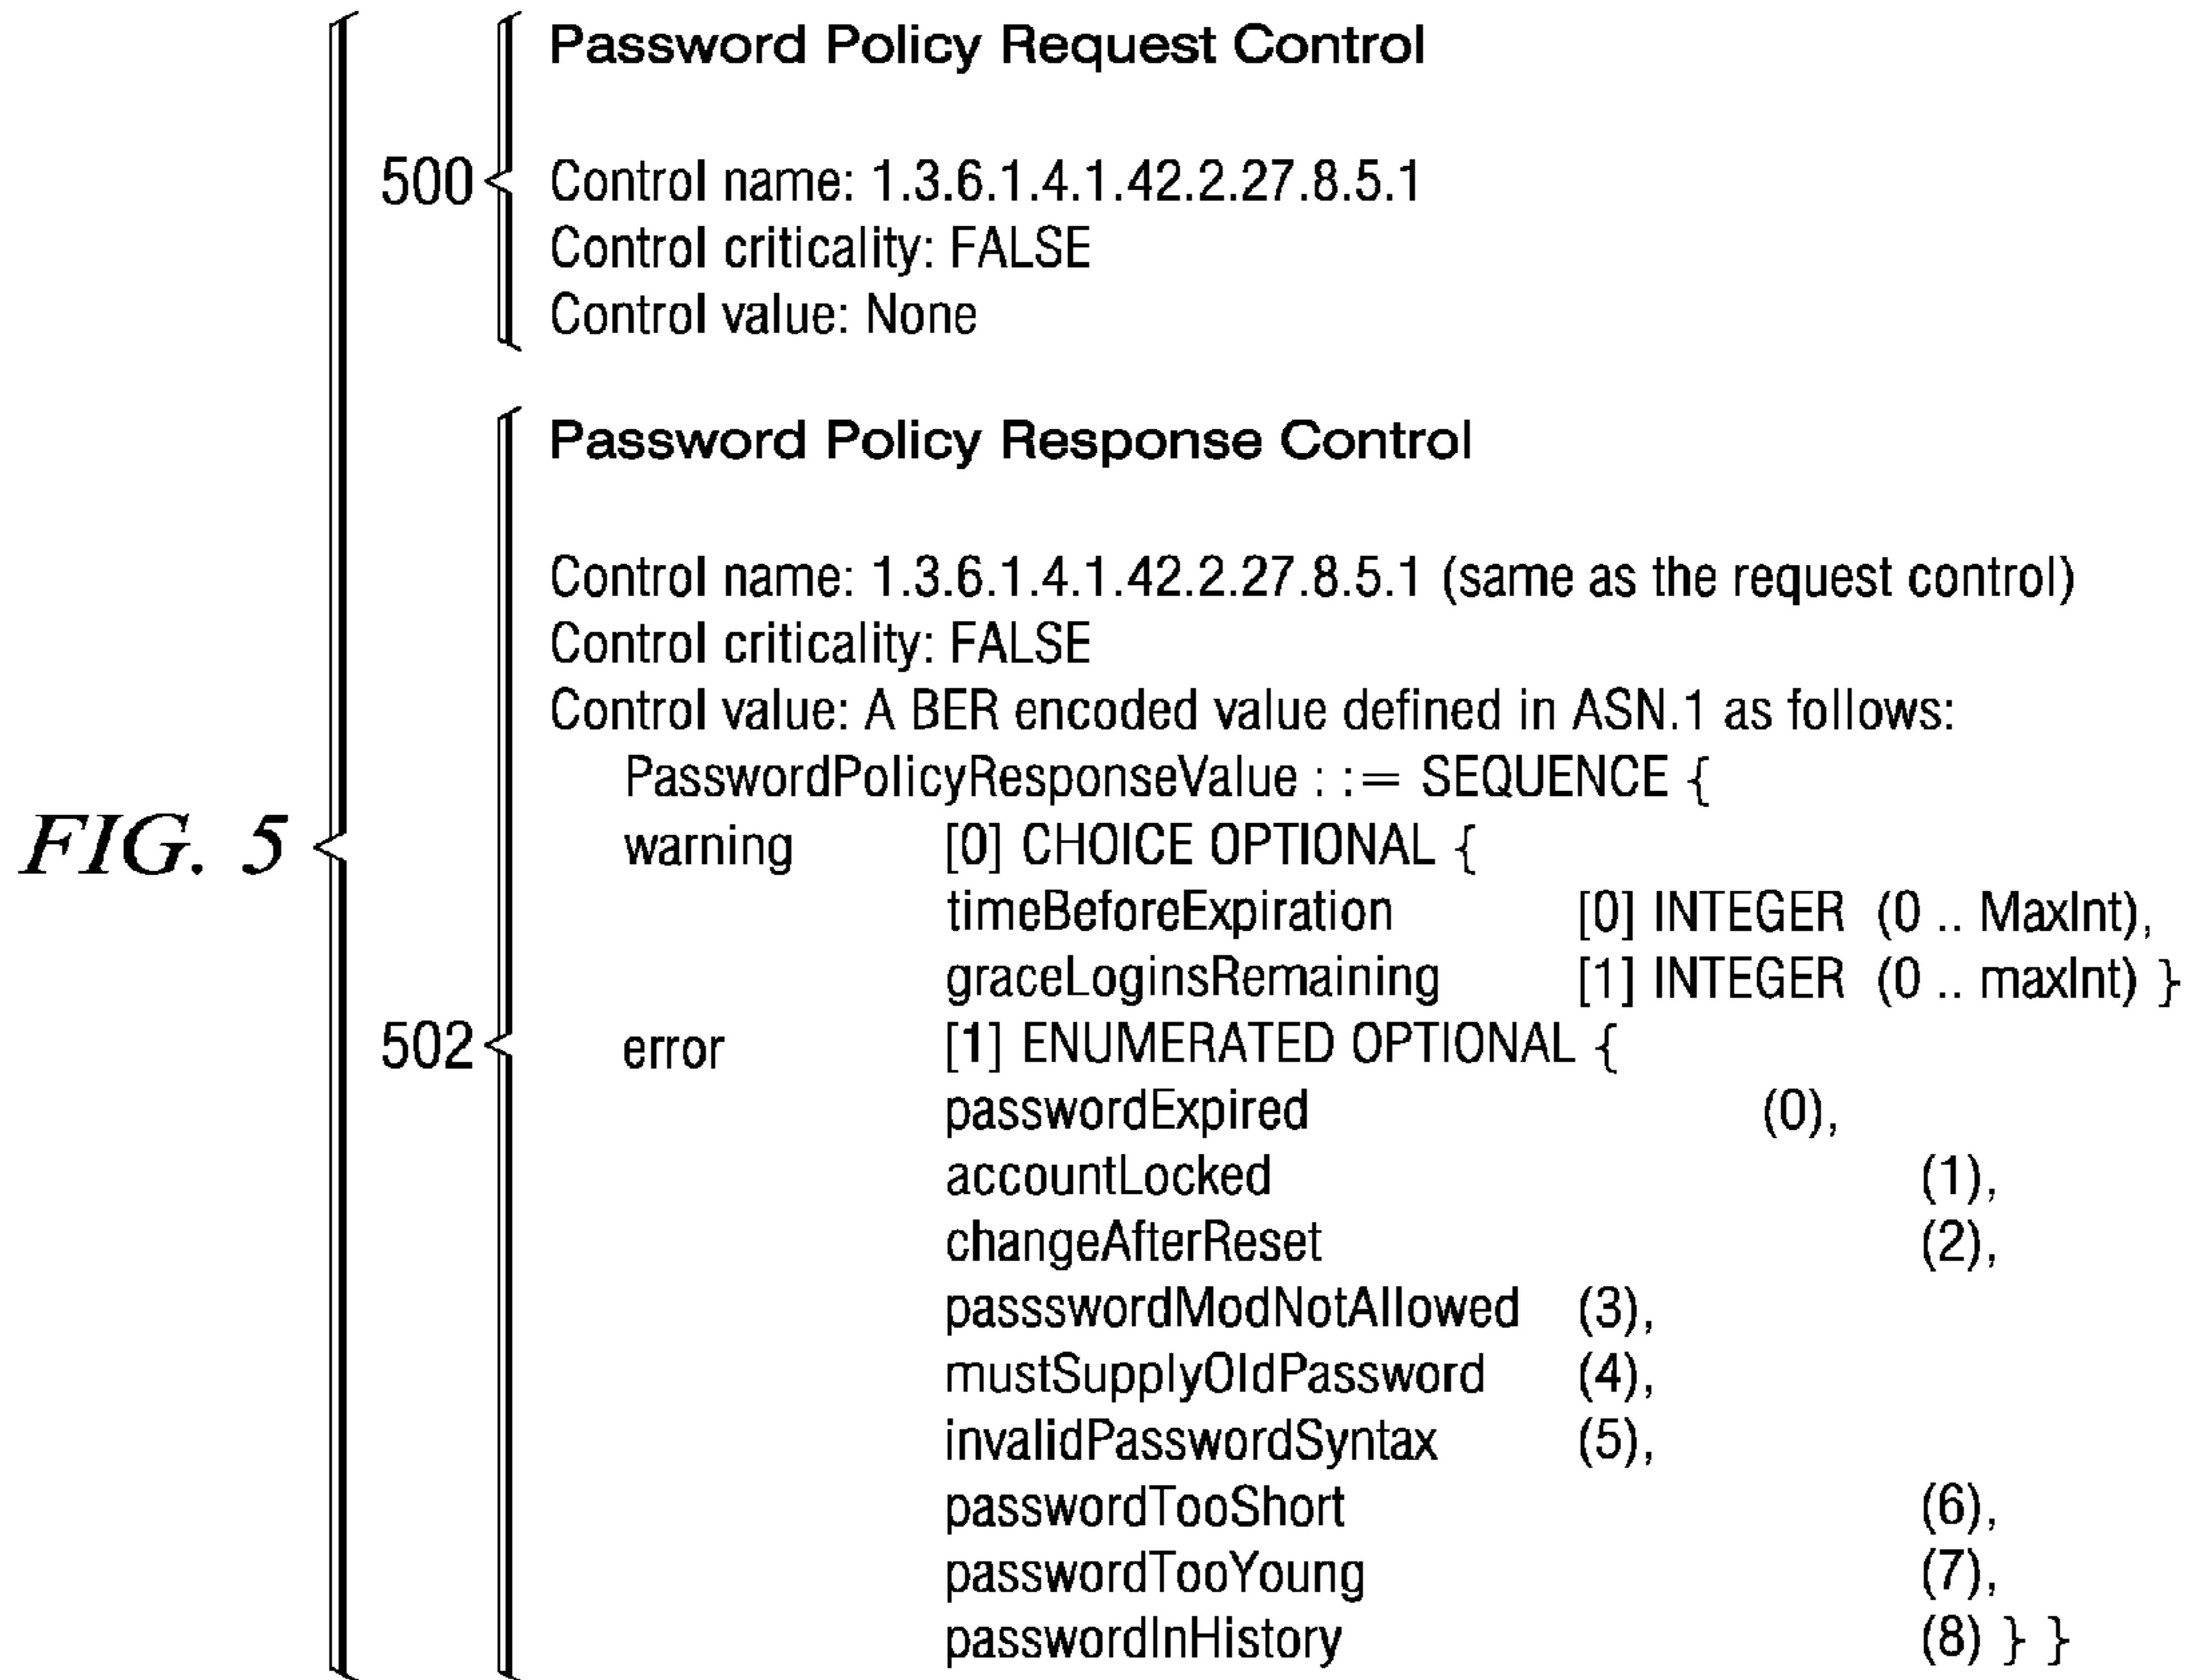 Password Policy Request Control
500
Control name: 1.3.6.1.4.1.42.2.27.8.5.1
Control criticality: FALSE
Control value: None
Password Policy Response Control
Control name: 1.3.6.1.4.1.42.2.27.8.5.1 (same as the request control)
Control criticality: FALSE
Control value: A BER encoded value defined in ASN.1 as follows:
PasswordPolicyResponseValue : := SEQUENCE {
FIG. 5
warning [0] CHOICE OPTIONAL {
timeBeforeExpiration [0] INTEGER (0 .. MaxInt),
graceLoginsRemaining [1] INTEGER (0 .. maxInt) }
502
error [1] ENUMERATED OPTIONAL {
passwordExpired (0),
accountLocked (1),
changeAfterReset (2),
passswordModNotAllowed (3),
mustSupplyOldPassword (4),
invalidPasswordSyntax (5),
passwordTooShort (6),
passwordTooYoung (7),
passwordInHistory (8) } }